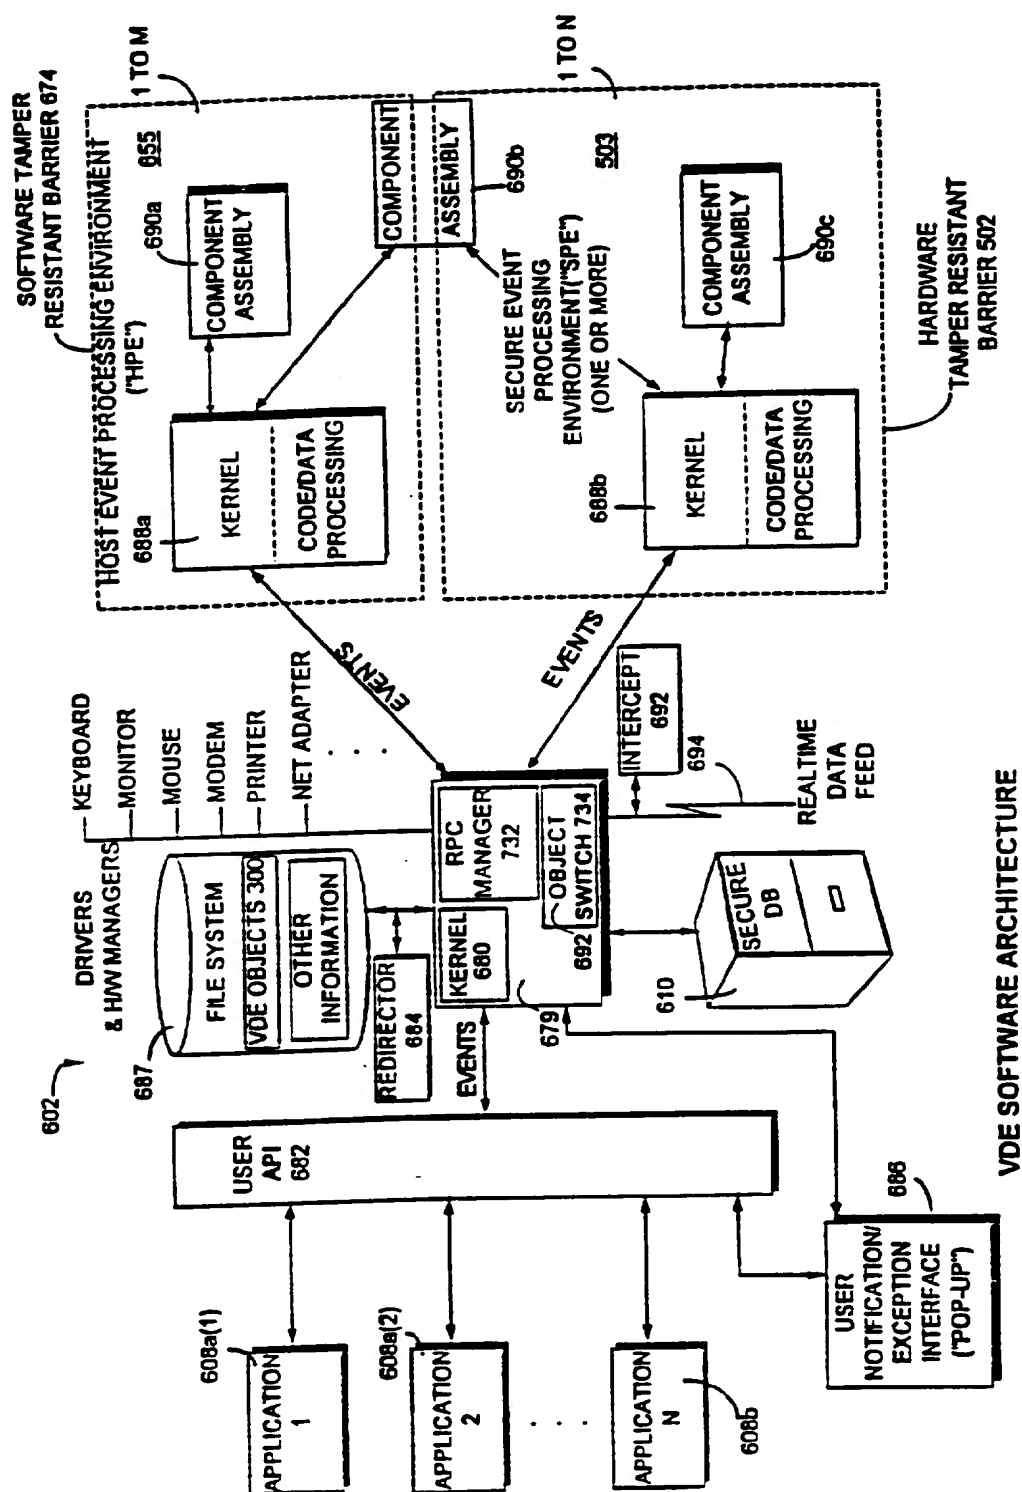 602
DRIVERS
& H/W MANAGERS
KEYBOARD
MONITOR
MOUSE
MODEM
PRINTER
NET ADAPTER
. . .
SOFTWARE TAMPER
RESISTANT BARRIER 674
HOST EVENT PROCESSING ENVIRONMENT
("HPE")
655
1 TO M
688a
KERNEL
CODE/DATA
PROCESSING
690a
COMPONENT
ASSEMBLY
COMPONENT
ASSEMBLY
690b
687
FILE SYSTEM
VDE OBJECTS 300
OTHER
INFORMATION
REDIRECTOR
684
EVENTS
EVENTS
EVENTS
608a(1)
APPLICATION
1
608a(2)
APPLICATION
2
. . .
APPLICATION
N
608b
USER
API
682
KERNEL
680
RPC
MANAGER
732
692
OBJECT
SWITCH 734
679
INTERCEPT
692
694
REALTIME
DATA
FEED
610
SECURE
DB
SECURE EVENT
PROCESSING
ENVIRONMENT("SPE")
(ONE OR MORE)
503
1 TO N
688b
KERNEL
CODE/DATA
PROCESSING
COMPONENT
ASSEMBLY
690c
HARDWARE
TAMPER RESISTANT
BARRIER 502
686
USER
NOTIFICATION/
EXCEPTION
INTERFACE
("POP-UP")
VDE SOFTWARE ARCHITECTURE